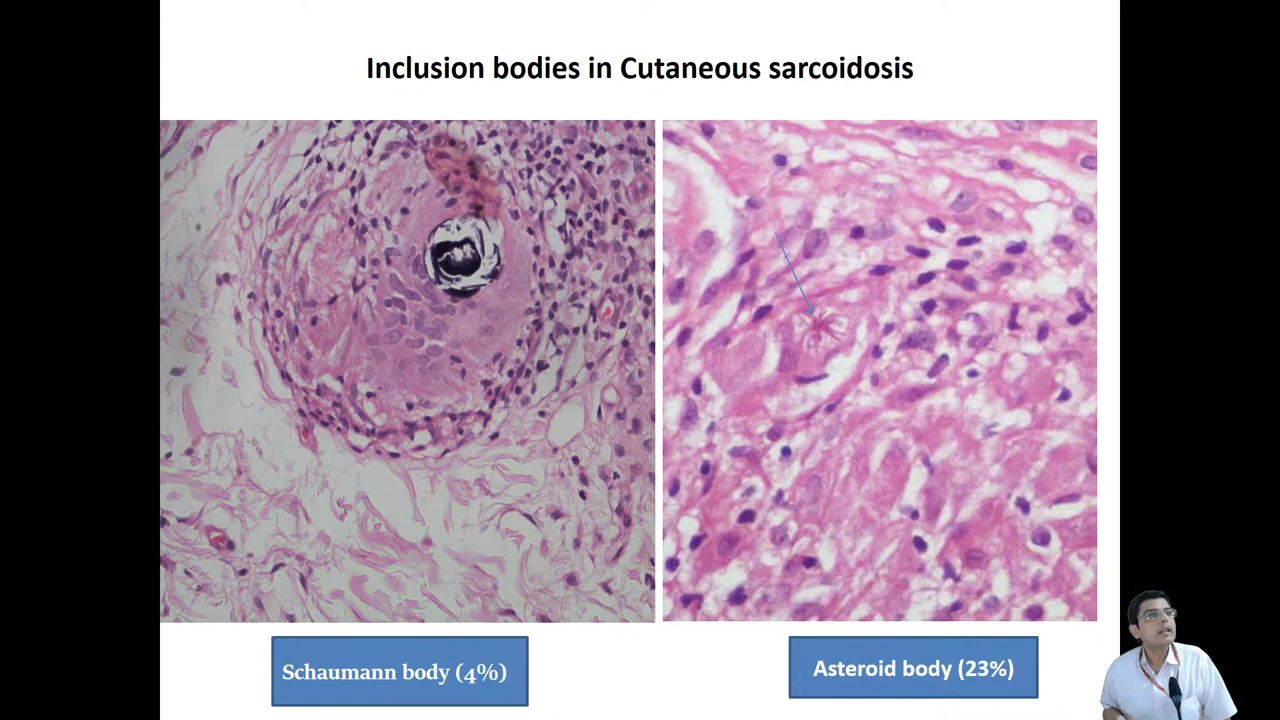 Inclusion bodies in Cutaneous sarcoidosis
Schaumann body (4%)
Asteroid body (23%)